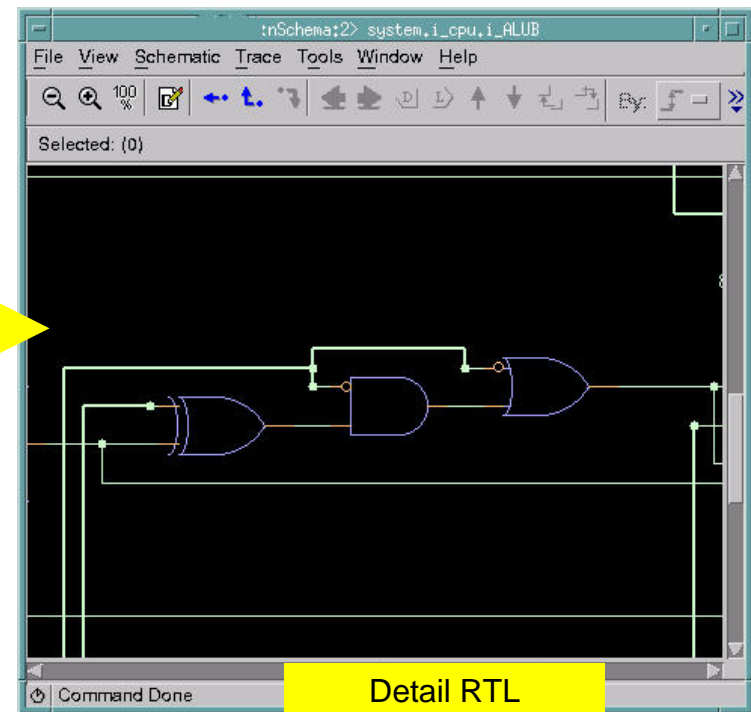 :nSchema:2> system.i_cpu.i_ALUB
File View Schematic Trace Tools Window Help
100 % D L By:
Selected: (0)
8
Command Done
Detail RTL